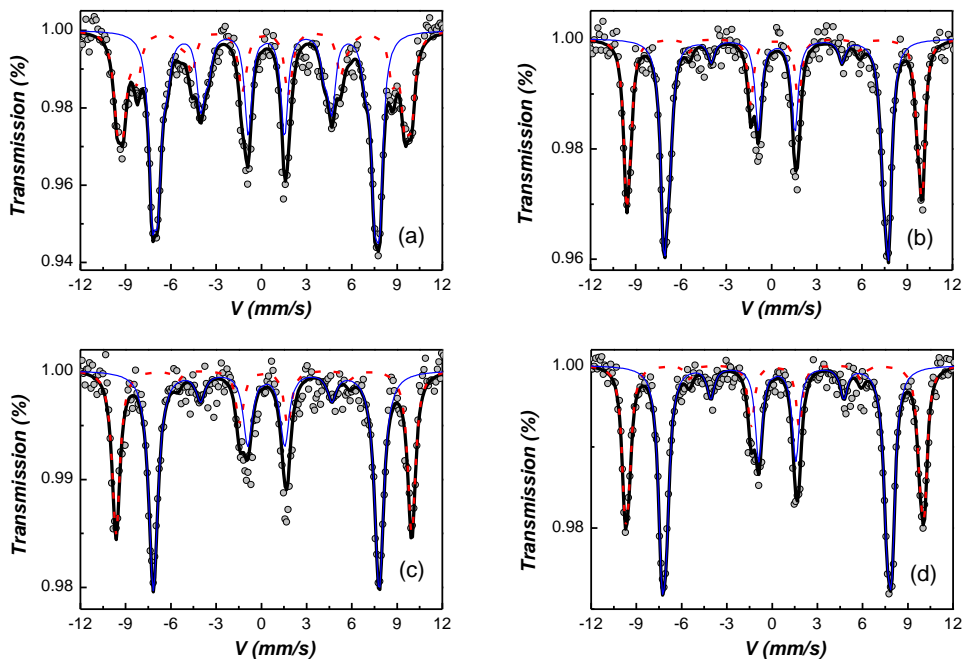 1.00
0.98
0.96
0.94
Transmission (%)
(a)
-12 -9 -6 -3 0 3 6 9 12
V (mm/s)
1.00
0.98
0.96
Transmission (%)
(b)
-12 -9 -6 -3 0 3 6 9 12
V (mm/s)
1.00
0.99
0.98
Transmission (%)
(c)
-12 -9 -6 -3 0 3 6 9 12
V (mm/s)
1.00
0.98
Transmission (%)
(d)
-12 -9 -6 -3 0 3 6 9 12
V (mm/s)